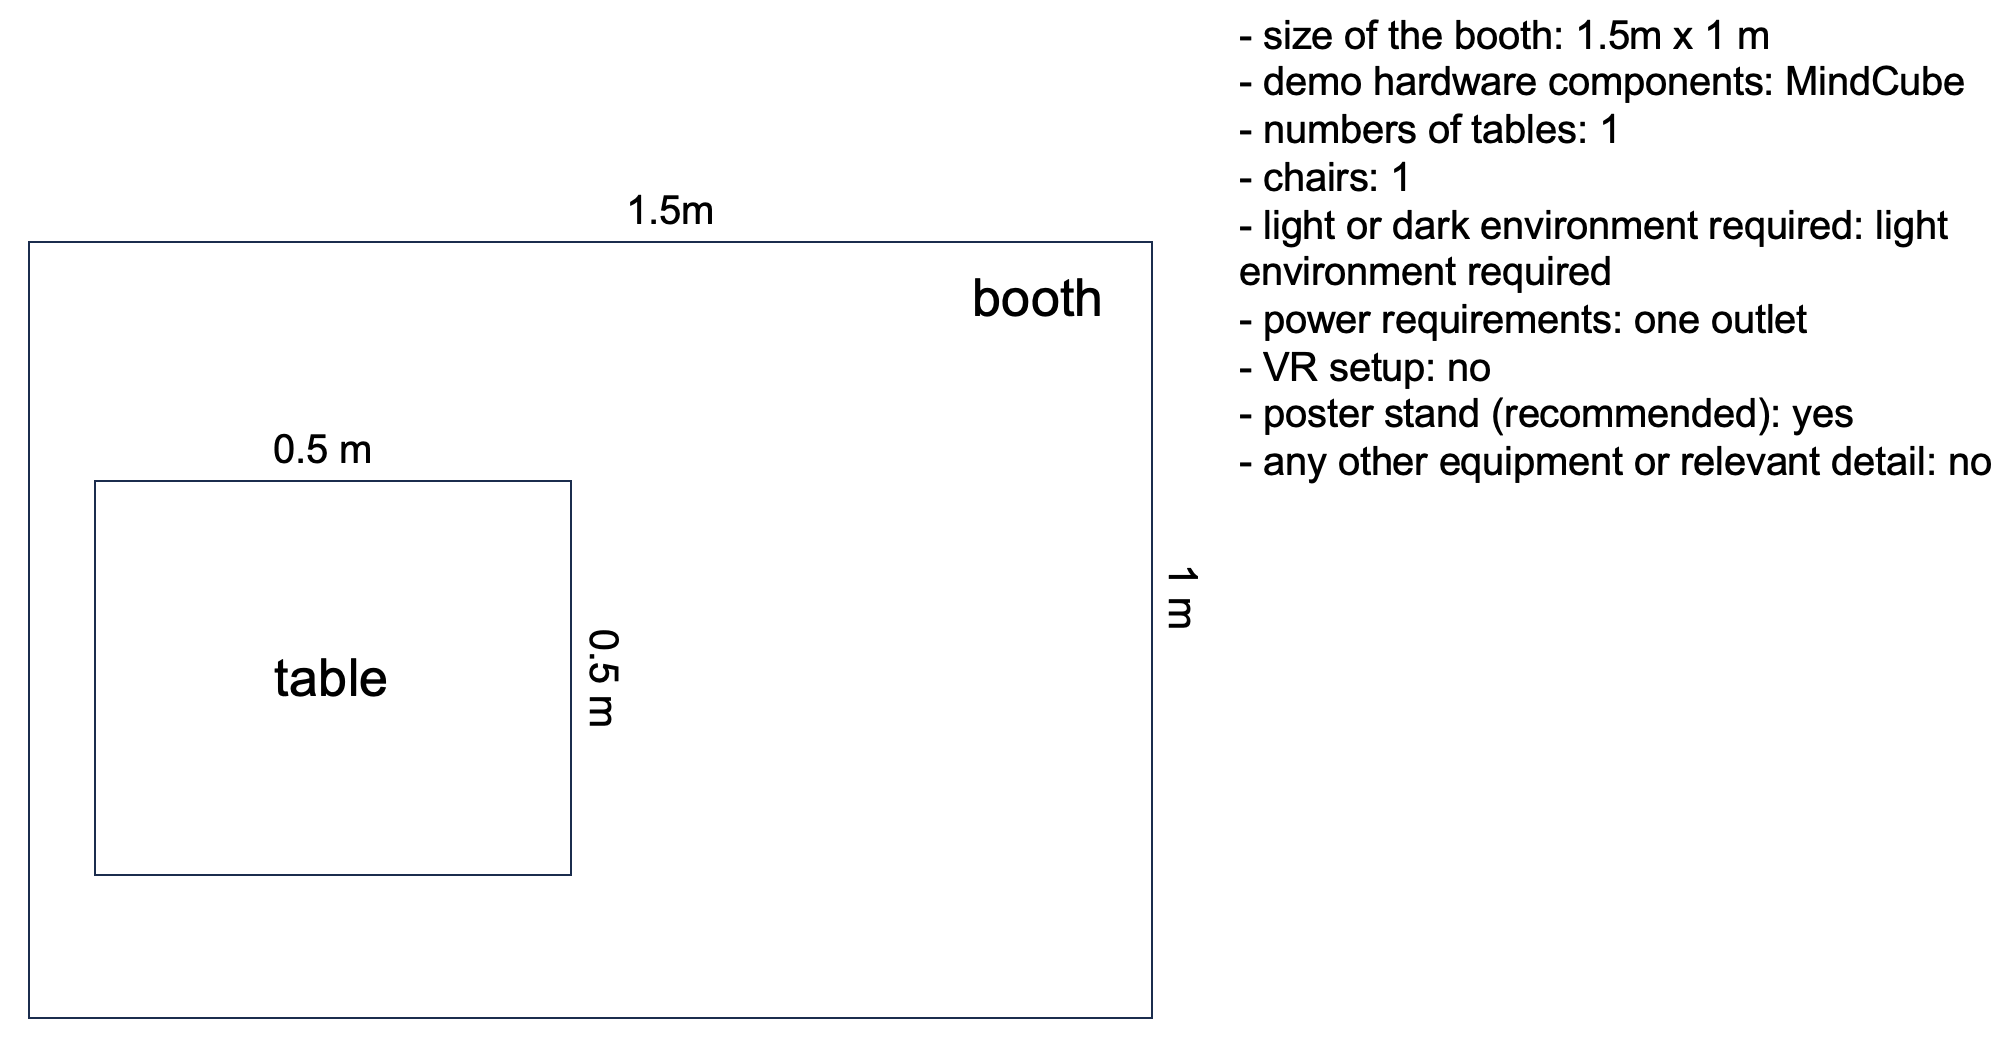 - size of the booth: 1.5m x 1 m
- demo hardware components: MindCube
- numbers of tables: 1
- chairs: 1
- light or dark environment required: light
environment required
- power requirements: one outlet
- VR setup: no
- poster stand (recommended): yes
- any other equipment or relevant detail: no
1.5m
booth
0.5 m
1 m
table
0.5 m